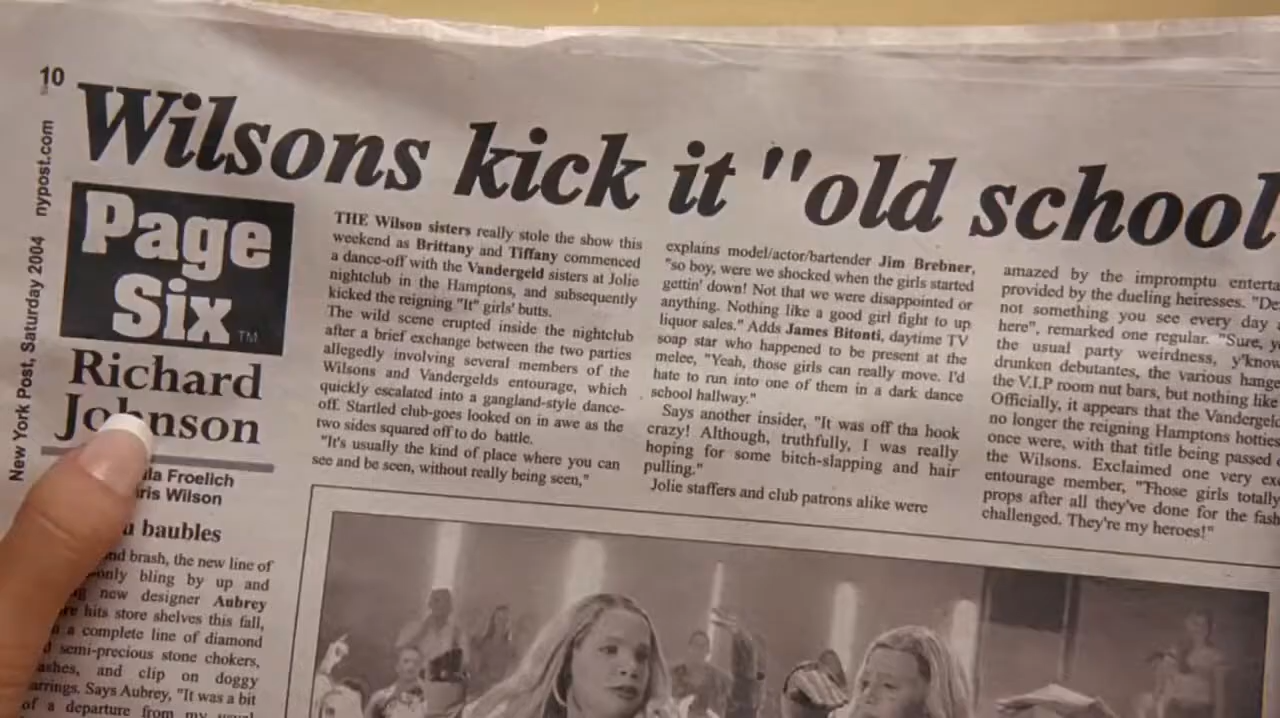 10
New York Post, Saturday 2004 nypost.com
Wilsons kick it "old school"
Page
Six
TM
Richard
Johnson
la Froelich
ris Wilson
baubles
nd brash, the new line of
only bling by up and
new designer Aubrey
re hits store shelves this fall,
a complete line of diamond
semi-precious stone chokers,
ashes, and clip on doggy
arrings. Says Aubrey, "It was a bit
of a departure from my usual
THE Wilson sisters really stole the show this
weekend as Brittany and Tiffany commenced
a dance-off with the Vandergeld sisters at Jolie
nightclub in the Hamptons, and subsequently
kicked the reigning "It" girls' butts.
The wild scene erupted inside the nightclub
after a brief exchange between the two parties
allegedly involving several members of the
Wilsons and Vandergelds entourage, which
quickly escalated into a gangland-style dance-
off. Startled club-goes looked on in awe as the
two sides squared off to do battle.
"It's usually the kind of place where you can
see and be seen, without really being seen,"
explains model/actor/bartender Jim Brebner,
"so boy, were we shocked when the girls started
gettin' down! Not that we were disappointed or
anything. Nothing like a good girl fight to up
liquor sales." Adds James Bitonti, daytime TV
soap star who happened to be present at the
melee, "Yeah, those girls can really move. I'd
hate to run into one of them in a dark dance
school hallway."
Says another insider, "It was off tha hook
crazy! Although, truthfully, I was really
hoping for some bitch-slapping and hair
pulling."
Jolie staffers and club patrons alike were
amazed by the impromptu enterta
provided by the dueling heiresses. "De
not something you see every day
here", remarked one regular. "Sure, y
the usual party weirdness, y'know
drunken debutantes, the various hange
the V.I.P room nut bars, but nothing like
Officially, it appears that the Vandergeld
no longer the reigning Hamptons hotties
once were, with that title being passed
the Wilsons. Exclaimed one very exc
entourage member, "Those girls totally
props after all they've done for the fash
challenged. They're my heroes!"